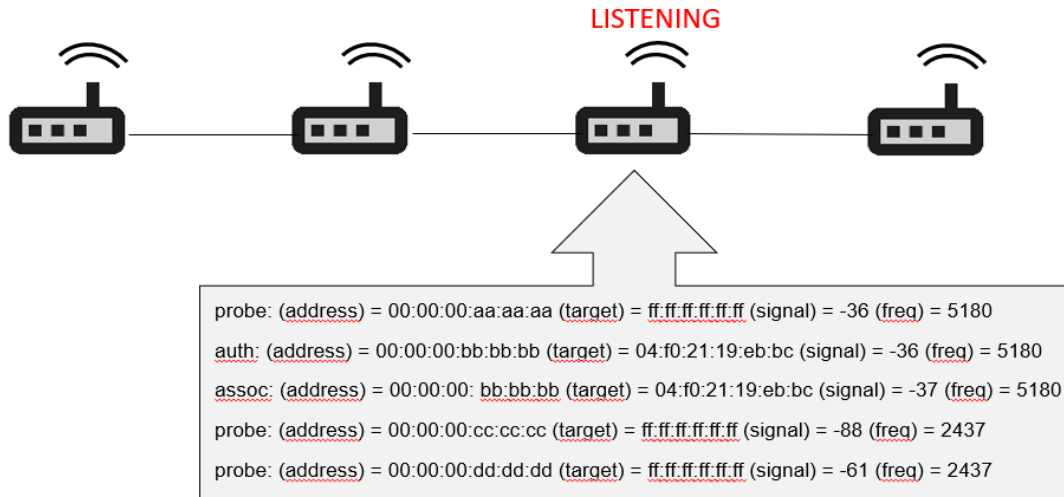 LISTENING
probe: (address) = 00:00:00:aa:aa:aa (target) = ff:ff:ff:ff:ff:ff (signal) = -36 (freq) = 5180
auth: (address) = 00:00:00:bb:bb:bb (target) = 04:f0:21:19:eb:bc (signal) = -36 (freq) = 5180
assoc: (address) = 00:00:00: bb:bb:bb (target) = 04:f0:21:19:eb:bc (signal) = -37 (freq) = 5180
probe: (address) = 00:00:00:cc:cc:cc (target) = ff:ff:ff:ff:ff:ff (signal) = -88 (freq) = 2437
probe: (address) = 00:00:00:dd:dd:dd (target) = ff:ff:ff:ff:ff:ff (signal) = -61 (freq) = 2437